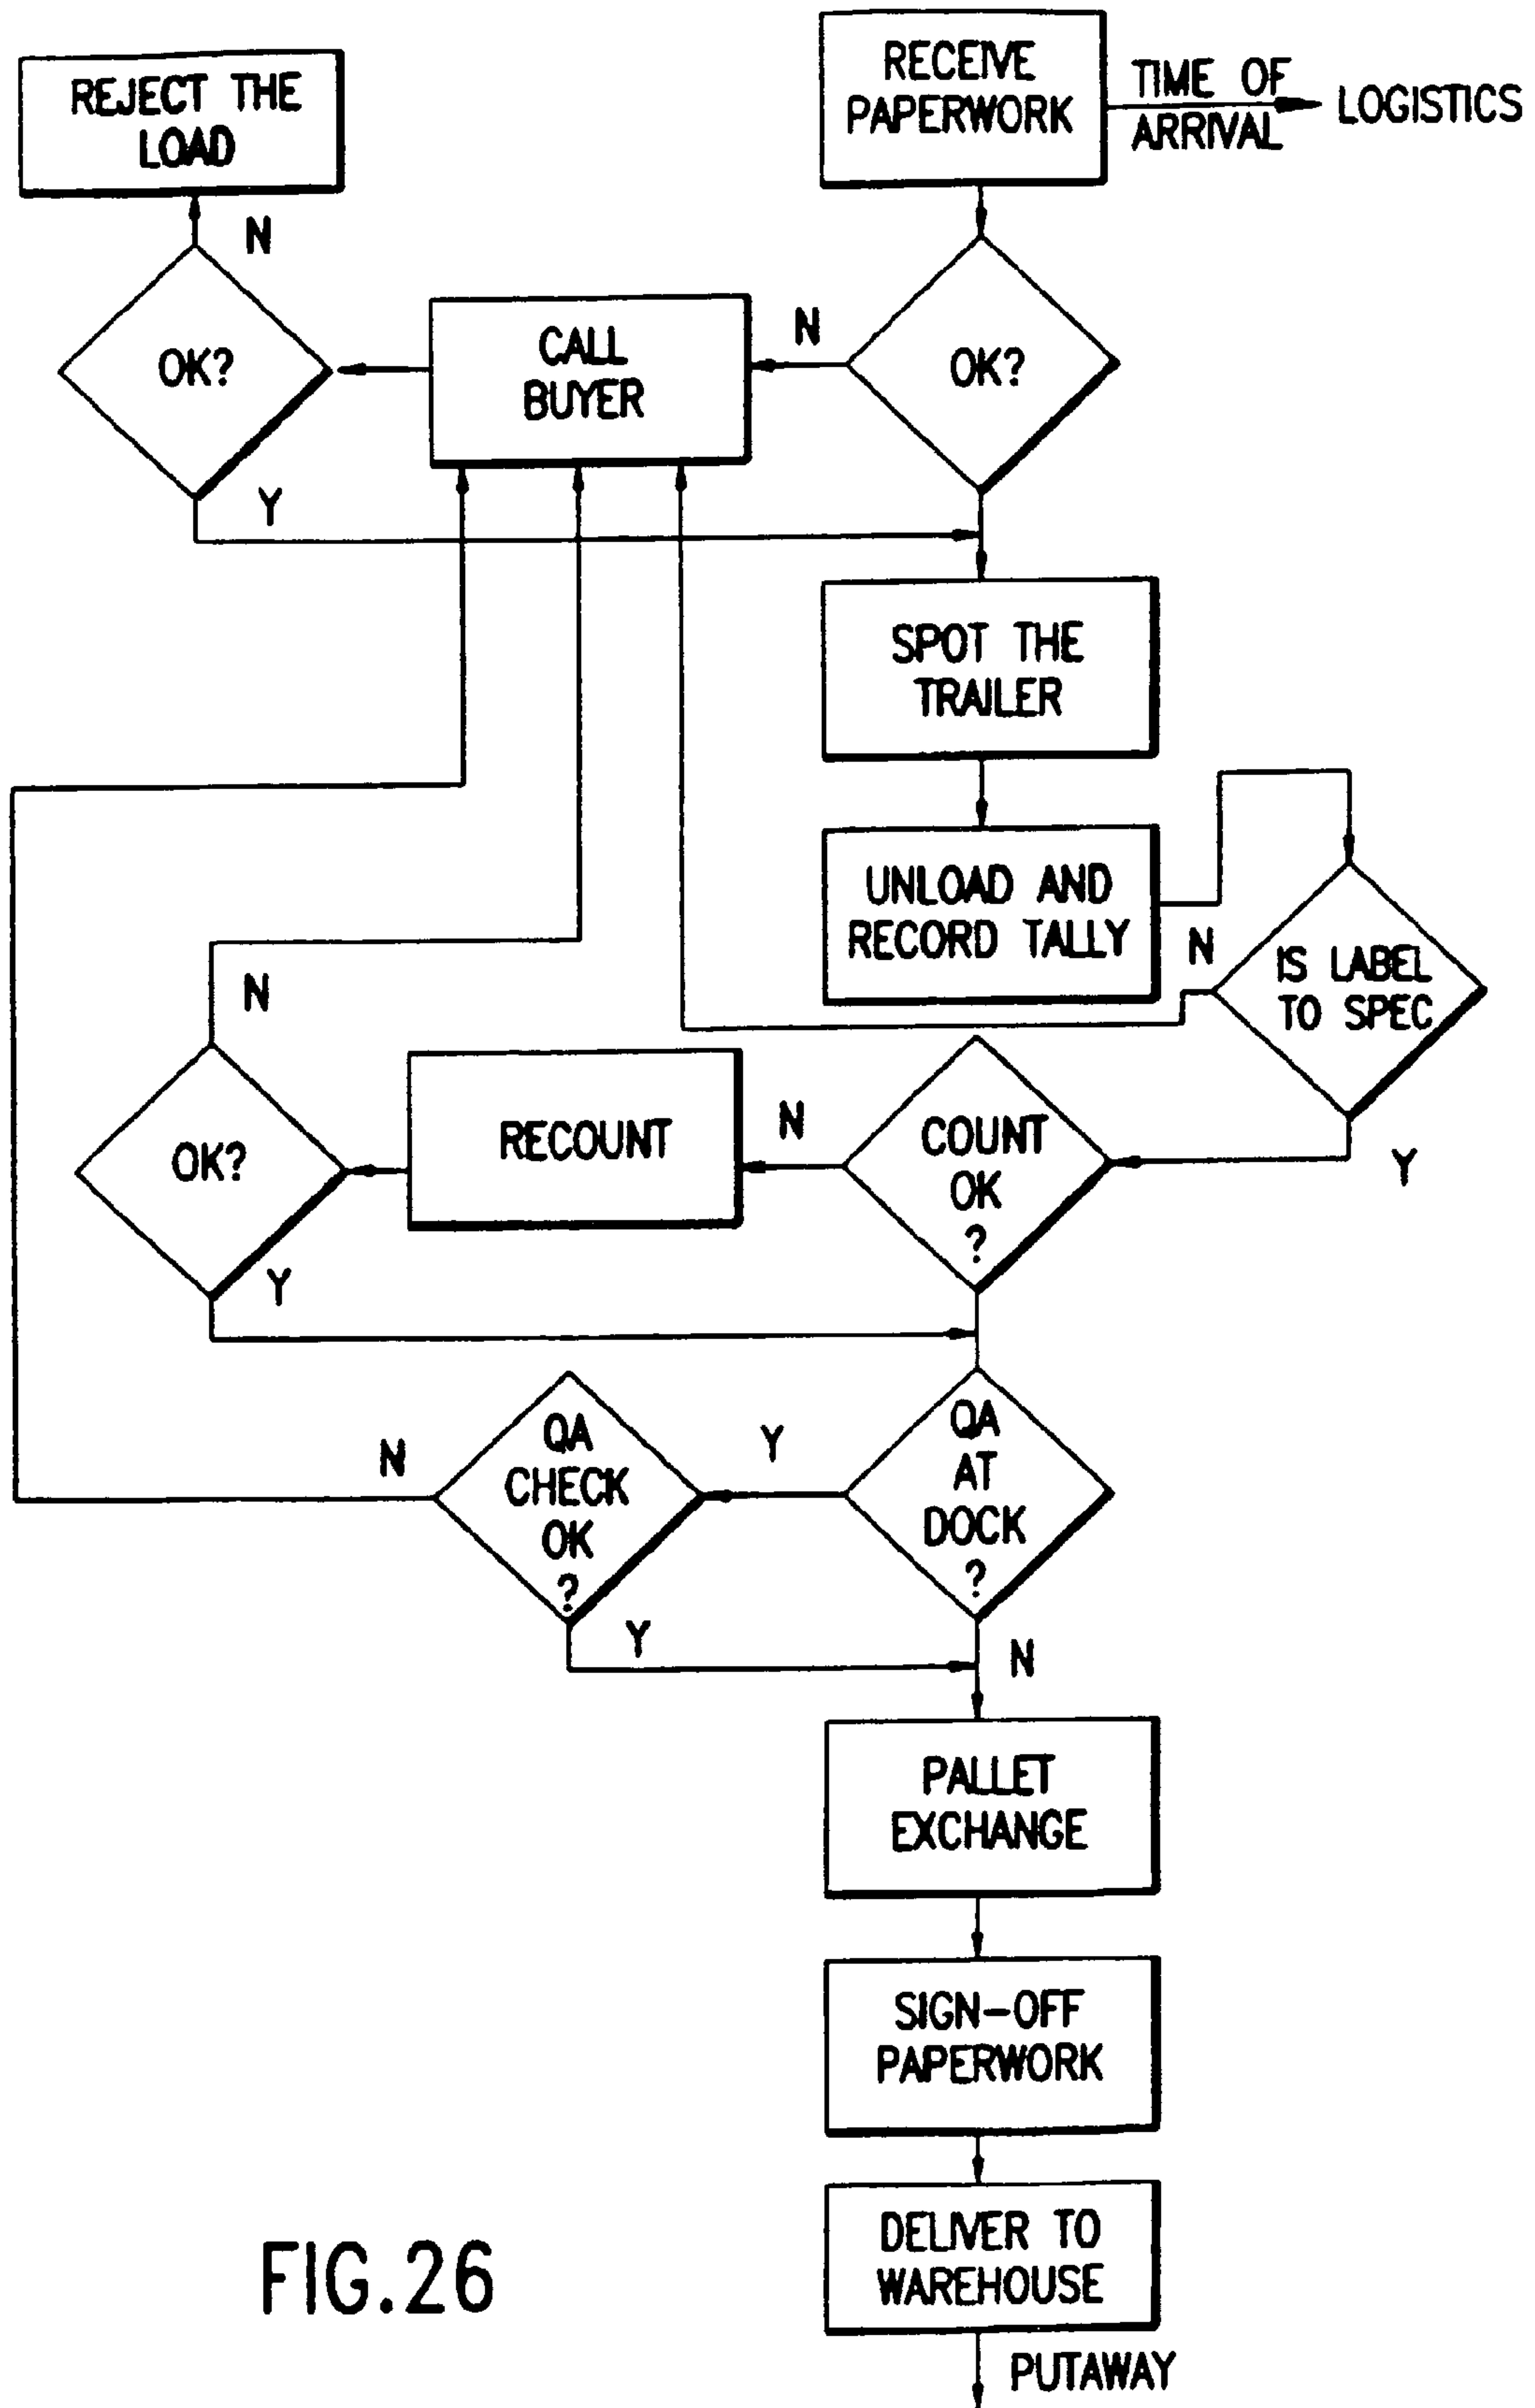 RECEIVE
PAPERWORK
TIME OF
ARRIVAL
LOGISTICS
REJECT THE
LOAD
N
OK?
CALL
BUYER
N
OK?
Y
SPOT THE
TRAILER
UNLOAD AND
RECORD TALLY
N
IS LABEL
TO SPEC
Y
N
OK?
RECOUNT
N
COUNT
OK
?
Y
N
QA
CHECK
OK
?
Y
QA
AT
DOCK
?
Y
N
PALLET
EXCHANGE
SIGN-OFF
PAPERWORK
DELIVER TO
WAREHOUSE
PUTAWAY
FIG.26